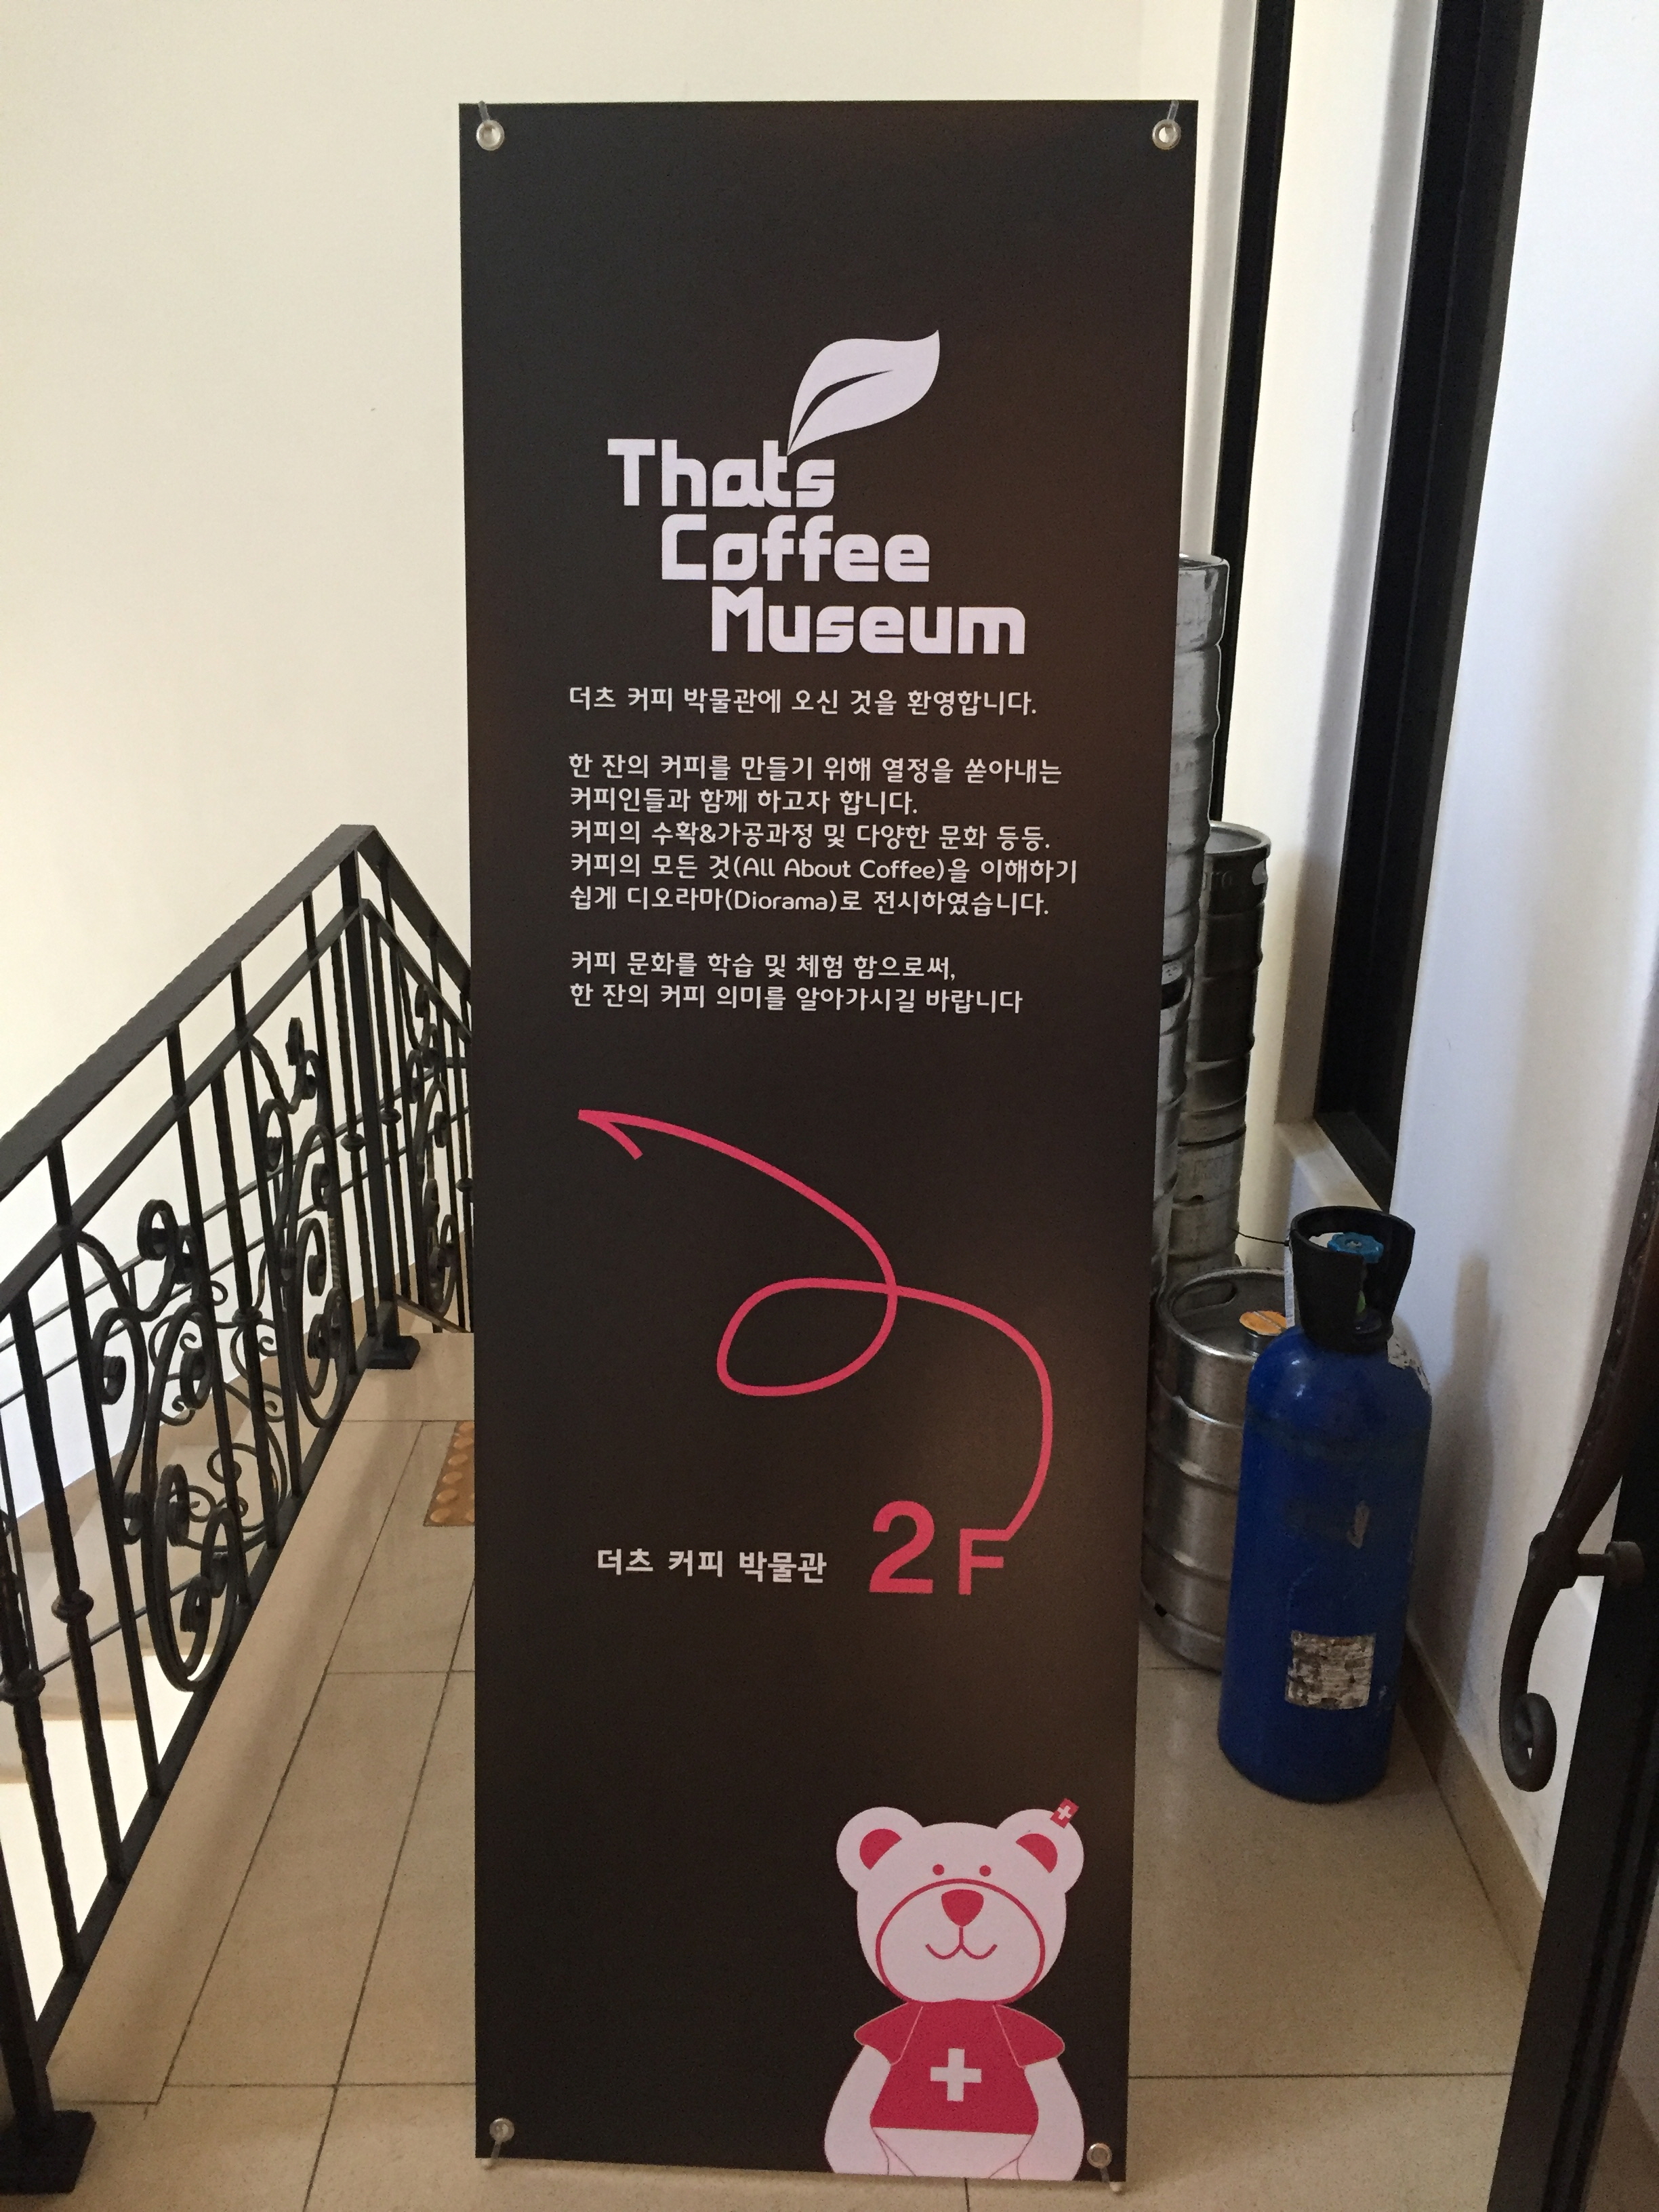 Thats
Coffee
Museum
더츠 커피 박물관에 오신 것을 환영합니다.
한 잔의 커피를 만들기 위해 열정을 쏟아내는
커피인들과 함께 하고자 합니다.
커피의 수확&가공과정 및 다양한 문화 등등.
커피의 모든 것(All About Coffee)을 이해하기
쉽게 디오라마(Diorama)로 전시하였습니다.
커피 문화를 학습 및 체험 함으로써,
한 잔의 커피 의미를 알아가시길 바랍니다
더츠 커피 박물관 2F